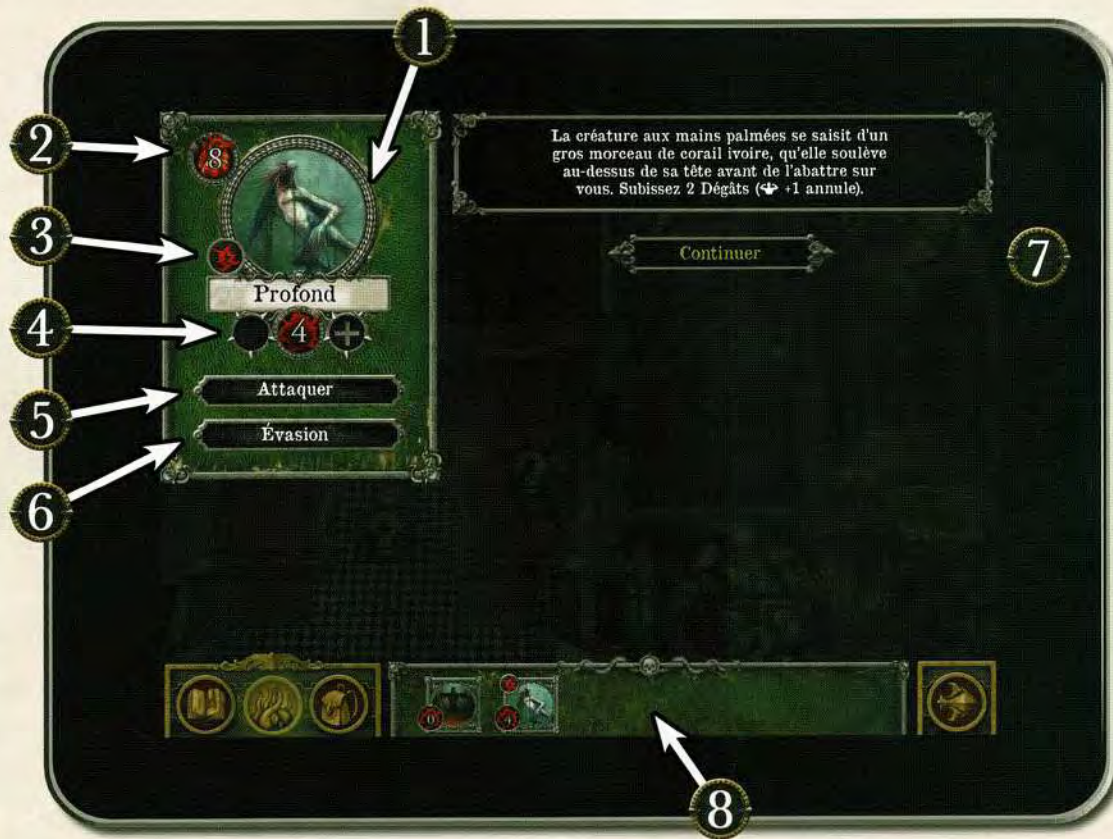 1
2
8
La créature aux mains palmées se saisit d'un
gros morceau de corail ivoire, qu'elle soulève
au-dessus de sa tête avant de l'abattre sur
vous. Subissez 2 Dégâts ( +1 annule).
3
Continuer
7
Profond
4
4
+
5
Attaquer
Évasion
6
0
4
8